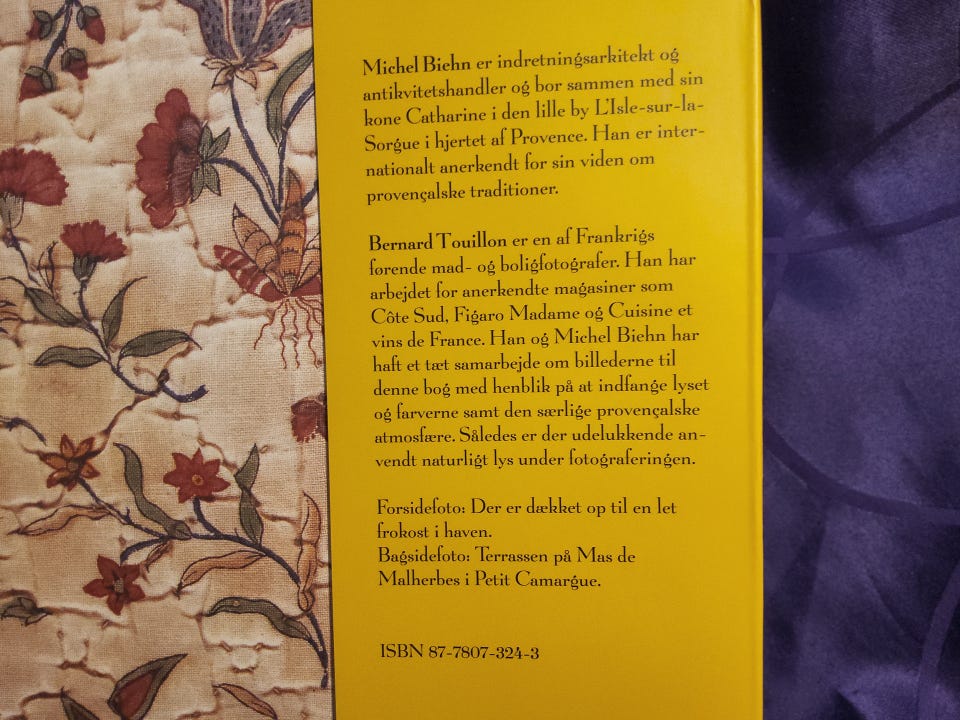 Michel Biehn er indretningsarkitekt og
antikvitetshandler og bor sammen med sin
kone Catharine i den lille by L'Isle-sur-la-
Sorgue i hjertet af Provence. Han er inter-
nationalt anerkendt for sin viden om
provençalske traditioner.
Bernard Touillon er en af Frankrigs
førende mad- og boligfotografer. Han har
arbejdet for anerkendte magasiner som
Côte Sud, Figaro Madame og Cuisine et
vins de France. Han og Michel Biehn har
haft et tæt samarbejde om billederne til
denne bog med henblik på at indfange lyset
og farverne samt den særlige provençalske
atmosfære. Således er der udelukkende an-
vendt naturligt lys under fotograferingen.
Forsidefoto: Der er dækket op til en let
frokost i haven.
Bagsidefoto: Terrassen på Mas de
Malherbes i Petit Camargue.
ISBN 87-7807-324-3